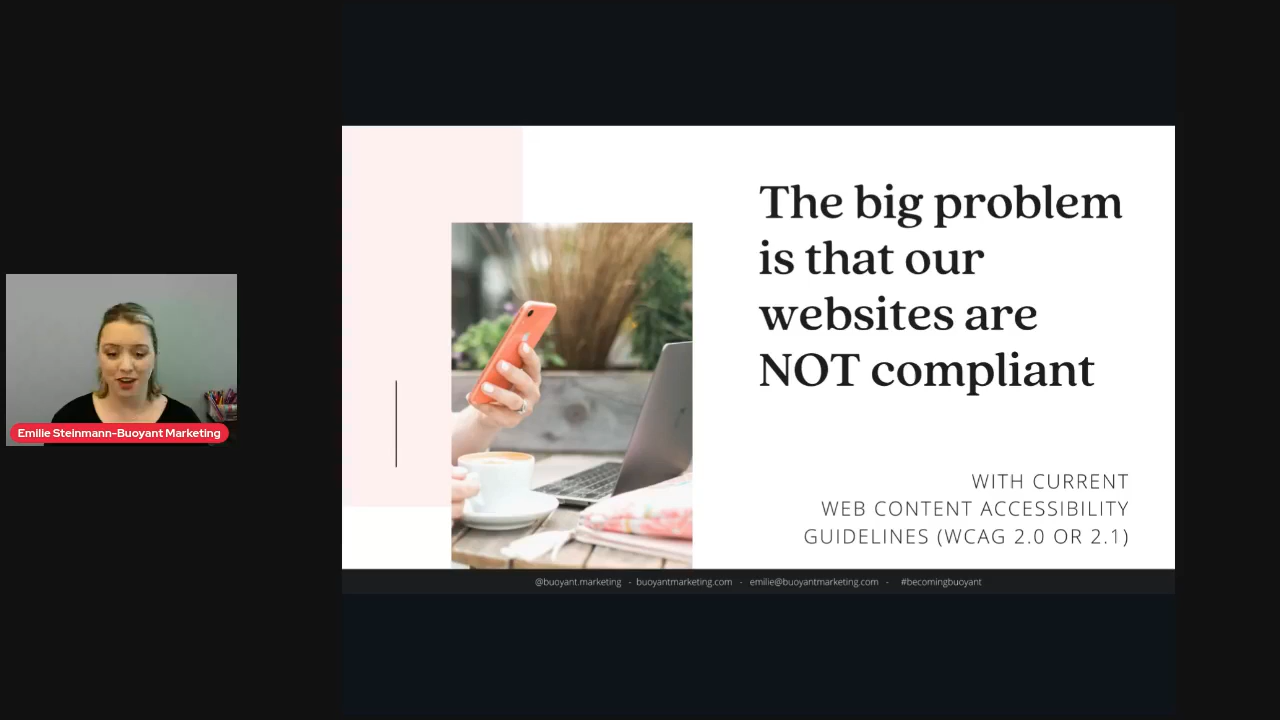 Emilie Steinmann-Buoyant Marketing
The big problem
is that our
websites are
NOT compliant
WITH CURRENT
WEB CONTENT ACCESSIBILITY
GUIDELINES (WCAG 2.0 OR 2.1)
@buoyant.marketing - buoyantmarketing.com - emilie@buoyantmarketing.com - #becomingbuoyant